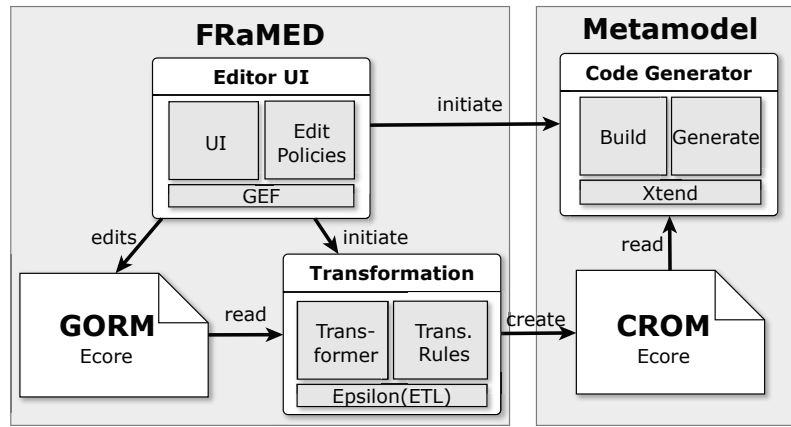 FRaMED
Metamodel
Editor UI
Code Generator
initiate
UI
Edit
Policies
Build
Generate
GEF
Xtend
edits
initiate
read
Transformation
GORM
Ecore
read
Trans-
former
Trans.
Rules
create
CROM
Ecore
Epsilon(ETL)